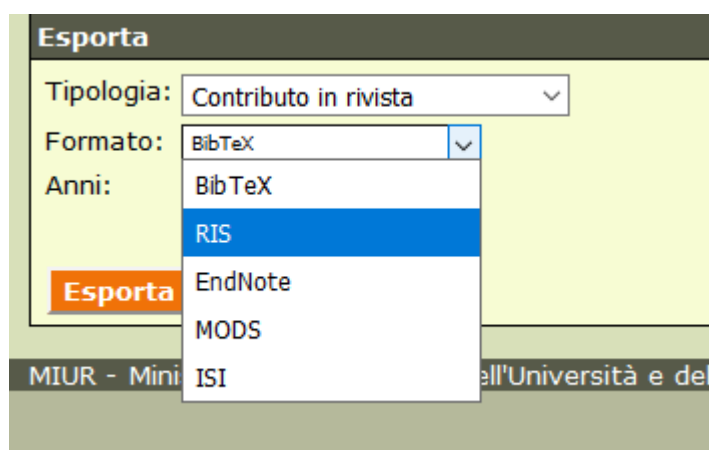 Esporta
Tipologia: Contributo in rivista
Formato: BibTeX
Anni: BibTeX
RIS
EndNote
Esporta
MODS
MIUR - Mini ell'Università e del
ISI